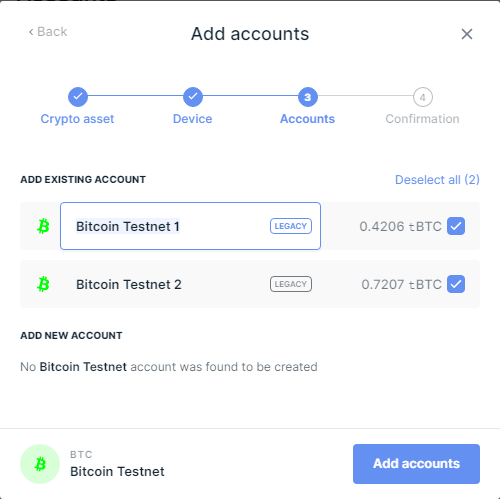 ‹ Back
Add accounts
3
4
Crypto asset
Device
Accounts
Confirmation
ADD EXISTING ACCOUNT
Deselect all (2)
Bitcoin Testnet 1
LEGACY
0.4206 tBTC
Bitcoin Testnet 2
LEGACY
0.7207 tBTC
ADD NEW ACCOUNT
No Bitcoin Testnet account was found to be created
BTC
Bitcoin Testnet
Add accounts